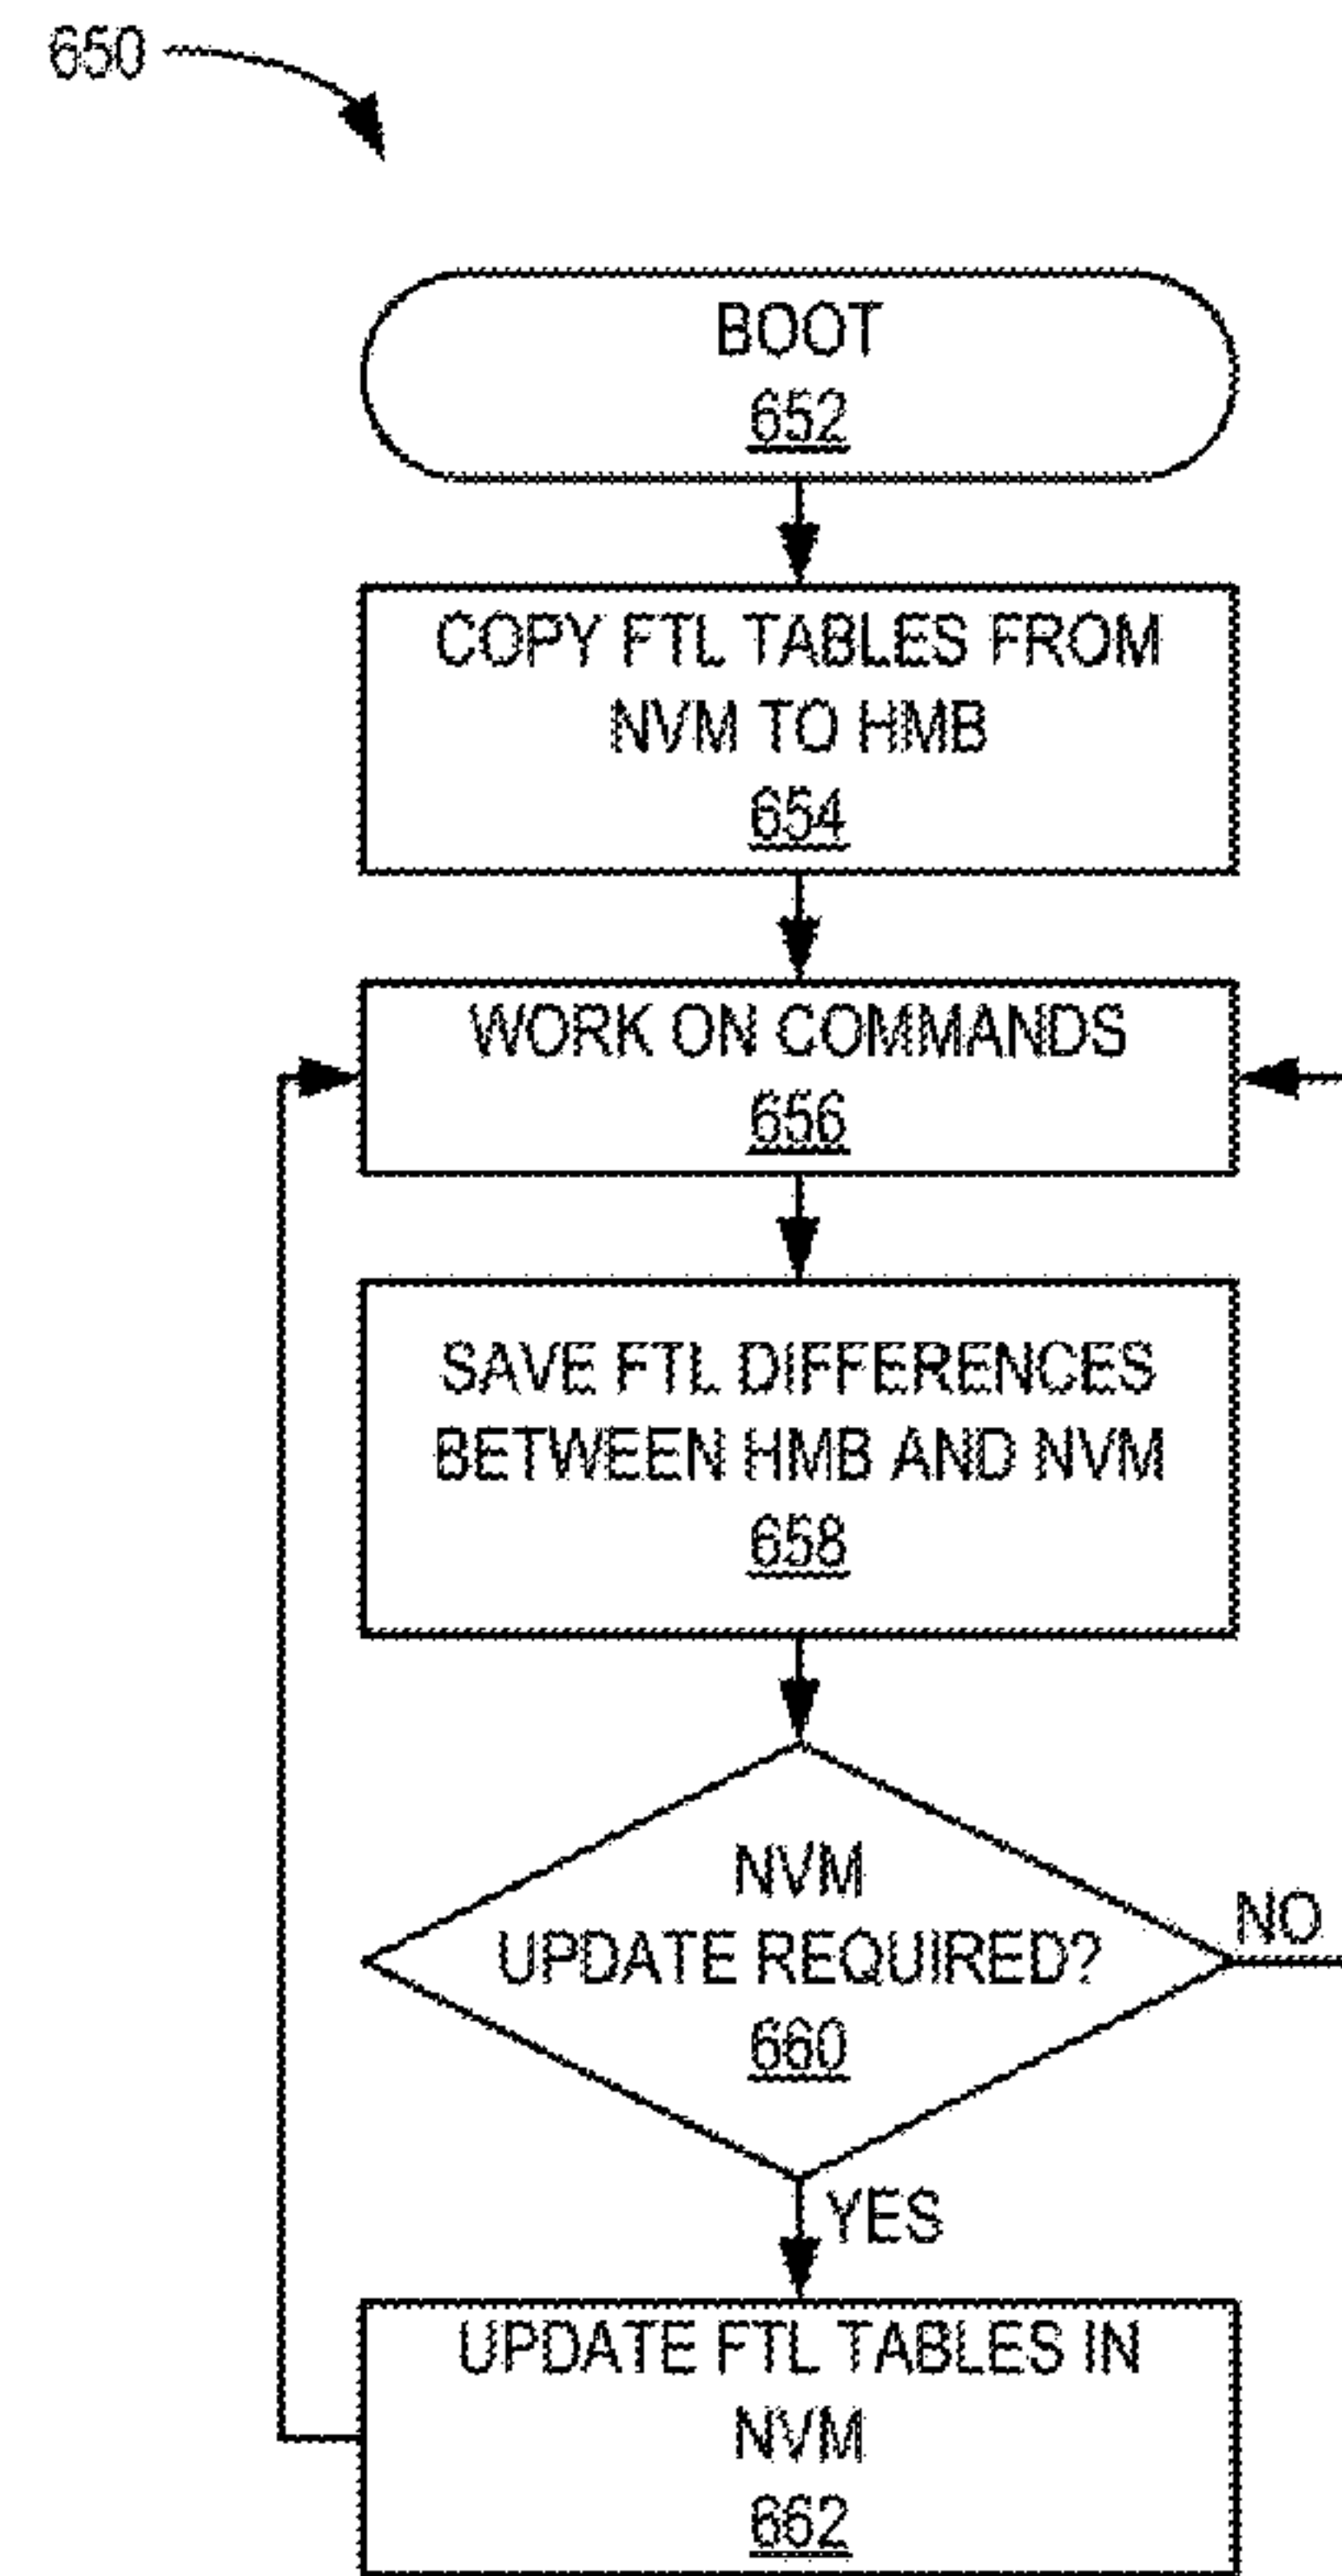 650
BOOT
652
COPY FTL TABLES FROM
NVM TO HMB
654
WORK ON COMMANDS
656
SAVE FTL DIFFERENCES
BETWEEN HMB AND NVM
658
NVM
UPDATE REQUIRED?
660
NO
YES
UPDATE FTL TABLES IN
NVM
662